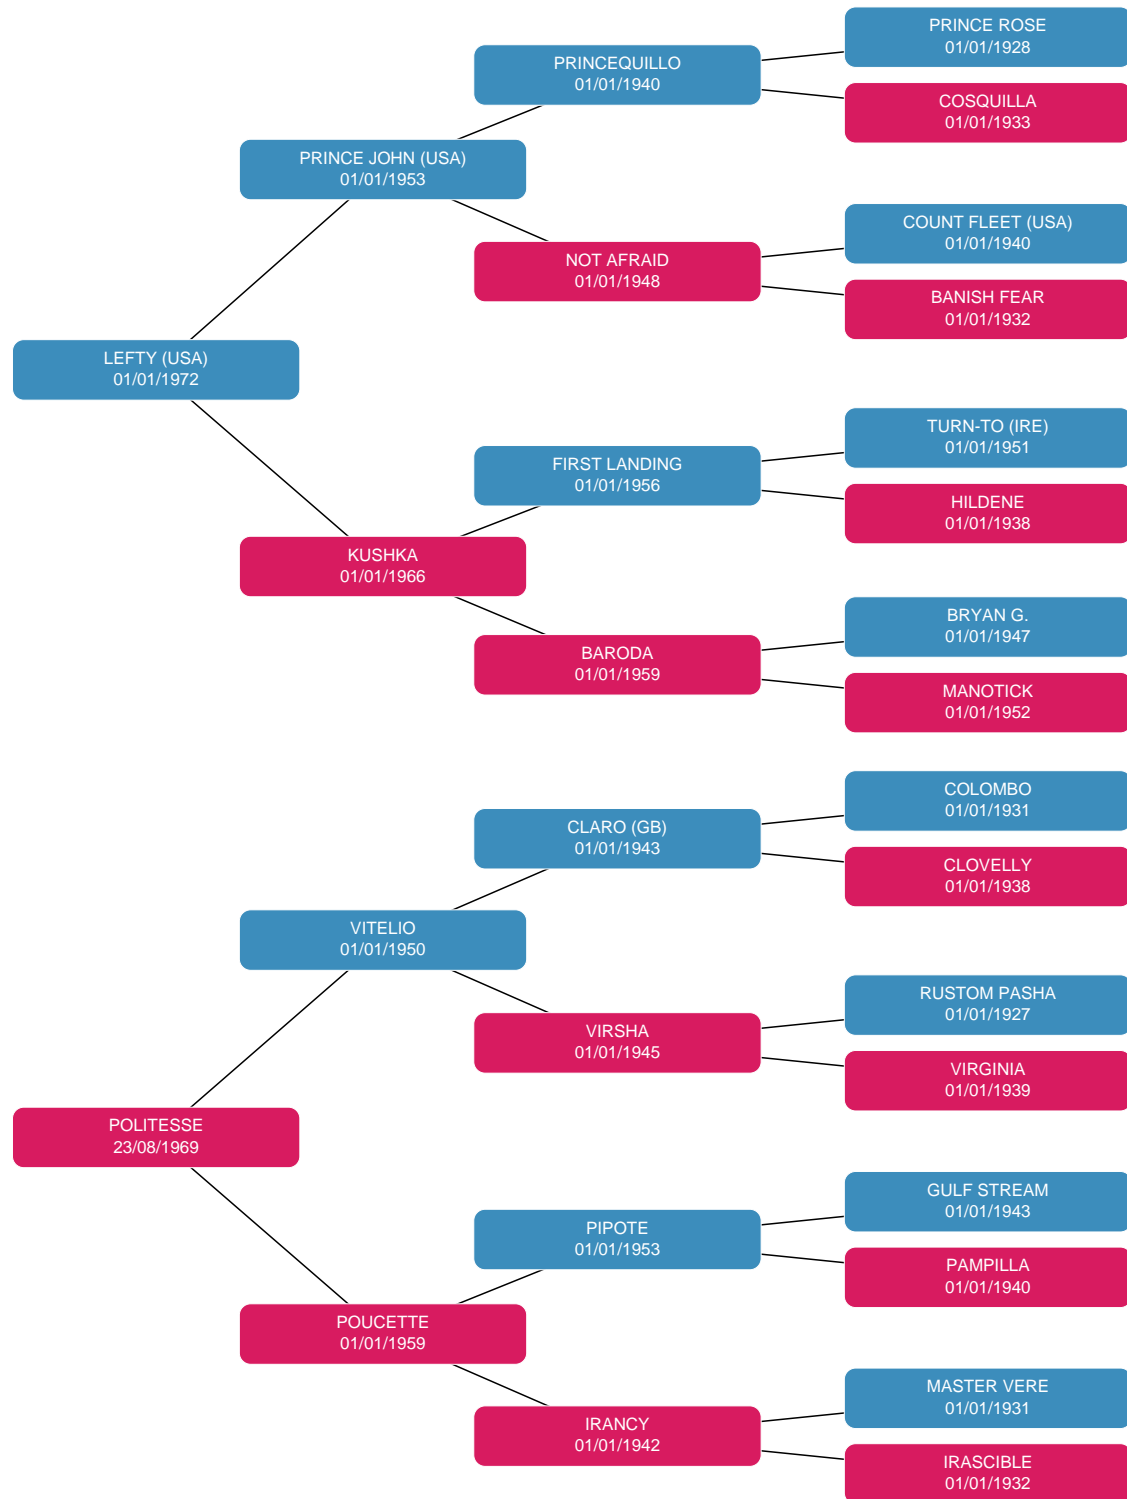 PRINCE ROSE
01/01/1928
PRINCEQUILLO
01/01/1940
COSQUILLA
01/01/1933
PRINCE JOHN (USA)
01/01/1953
COUNT FLEET (USA)
01/01/1940
NOT AFRAID
01/01/1948
BANISH FEAR
01/01/1932
LEFTY (USA)
01/01/1972
TURN-TO (IRE)
01/01/1951
FIRST LANDING
01/01/1956
HILDENE
01/01/1938
KUSHKA
01/01/1966
BRYAN G.
01/01/1947
BARODA
01/01/1959
MANOTICK
01/01/1952
COLOMBO
01/01/1931
CLARO (GB)
01/01/1943
CLOVELLY
01/01/1938
VITELIO
01/01/1950
RUSTOM PASHA
01/01/1927
VIRSHA
01/01/1945
VIRGINIA
01/01/1939
POLITESSE
23/08/1969
GULF STREAM
01/01/1943
PIPOTE
01/01/1953
PAMPILLA
01/01/1940
POUCETTE
01/01/1959
MASTER VERE
01/01/1931
IRANCY
01/01/1942
IRASCIBLE
01/01/1932